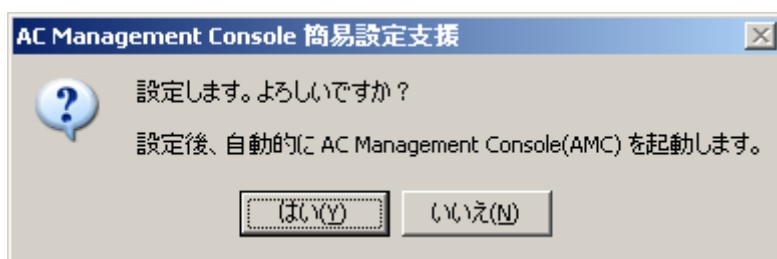 AC Management Console 簡易設定支援
設定します。よろしいですか？
設定後、自動的に AC Management Console(AMC) を起動します。
はい(Y) いいえ(N)